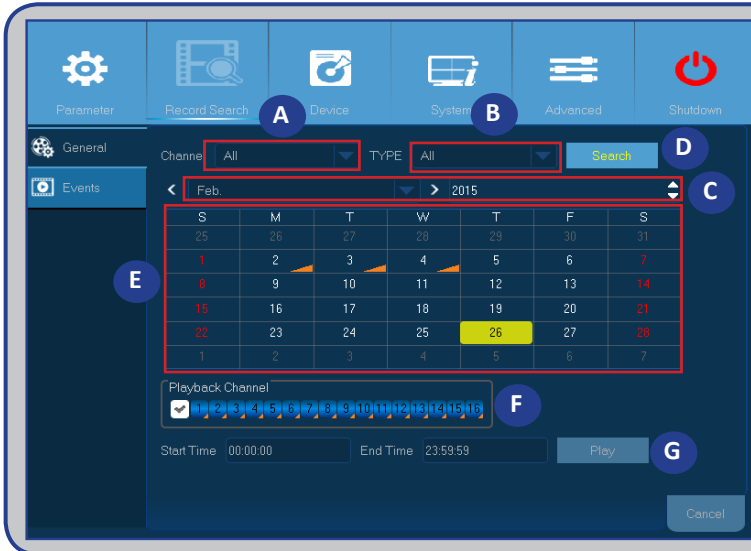 Parameter Record Search Device System Advanced Shutdown
A B
General
Channel All TYPE All Search D
Events
< Feb. > 2015 C
S M T W T F S
25 26 27 28 29 30 31
1 2 3 4 5 6 7
E 8 9 10 11 12 13 14
15 16 17 18 19 20 21
22 23 24 25 26 27 28
1 2 3 4 5 6 7
Playback Channel
1 2 3 4 5 6 7 8 9 10 11 12 13 14 15 16 F
Start Time 00:00:00 End Time 23:59:59 Play G
Cancel